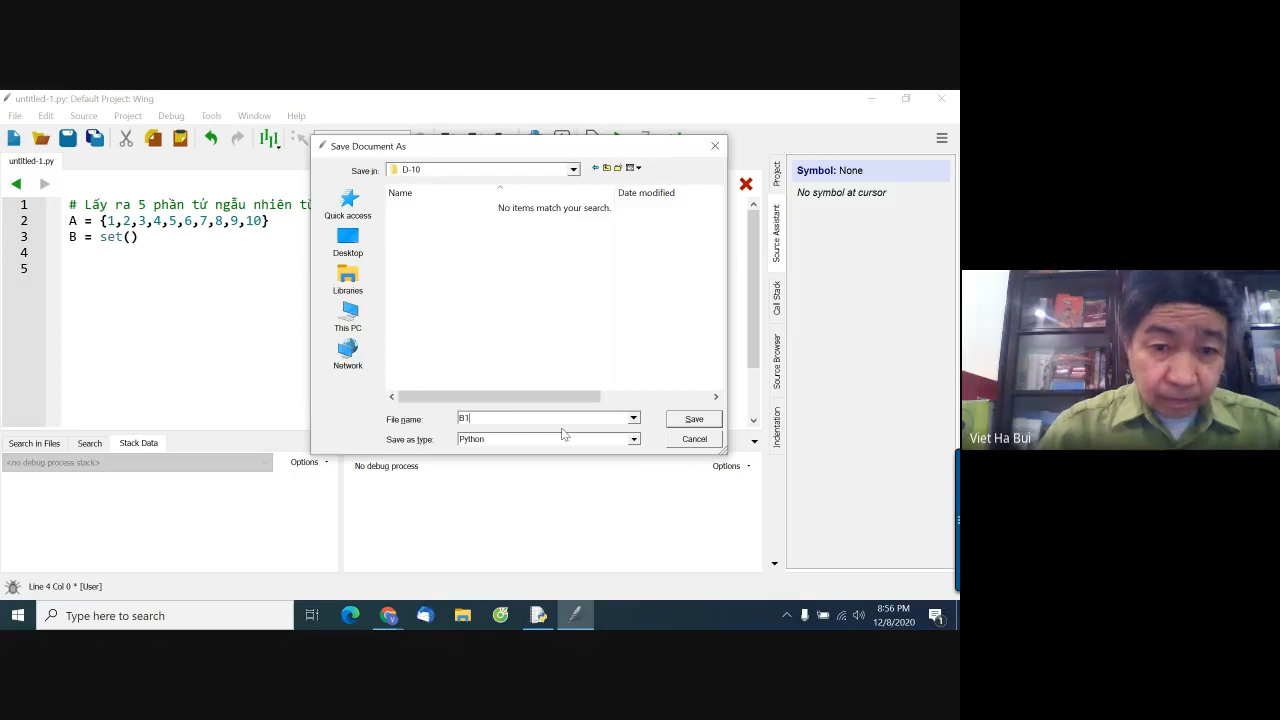 untitled-1.py: Default Project: Wing
File Edit Source Project Debug Tools Window Help
untitled-1.py
1 # Lấy ra 5 phần tử ngẫu nhiên từ
2 A = {1,2,3,4,5,6,7,8,9,10}
3 B = set()
4
5
Save Document As
Save in: D-10
Name Date modified
No items match your search.
Quick access
Desktop
Libraries
This PC
Network
File name: B1 Save
Save as type: Python Cancel
Project
Source Assistant
Call Stack
Source Browser
Indentation
Symbol: None
No symbol at cursor
Search in Files Search Stack Data
<no debug process stack> Options
No debug process Options
Line 4 Col 0 * [User]
Type here to search
8:56 PM
12/8/2020
1
Viet Ha Bui